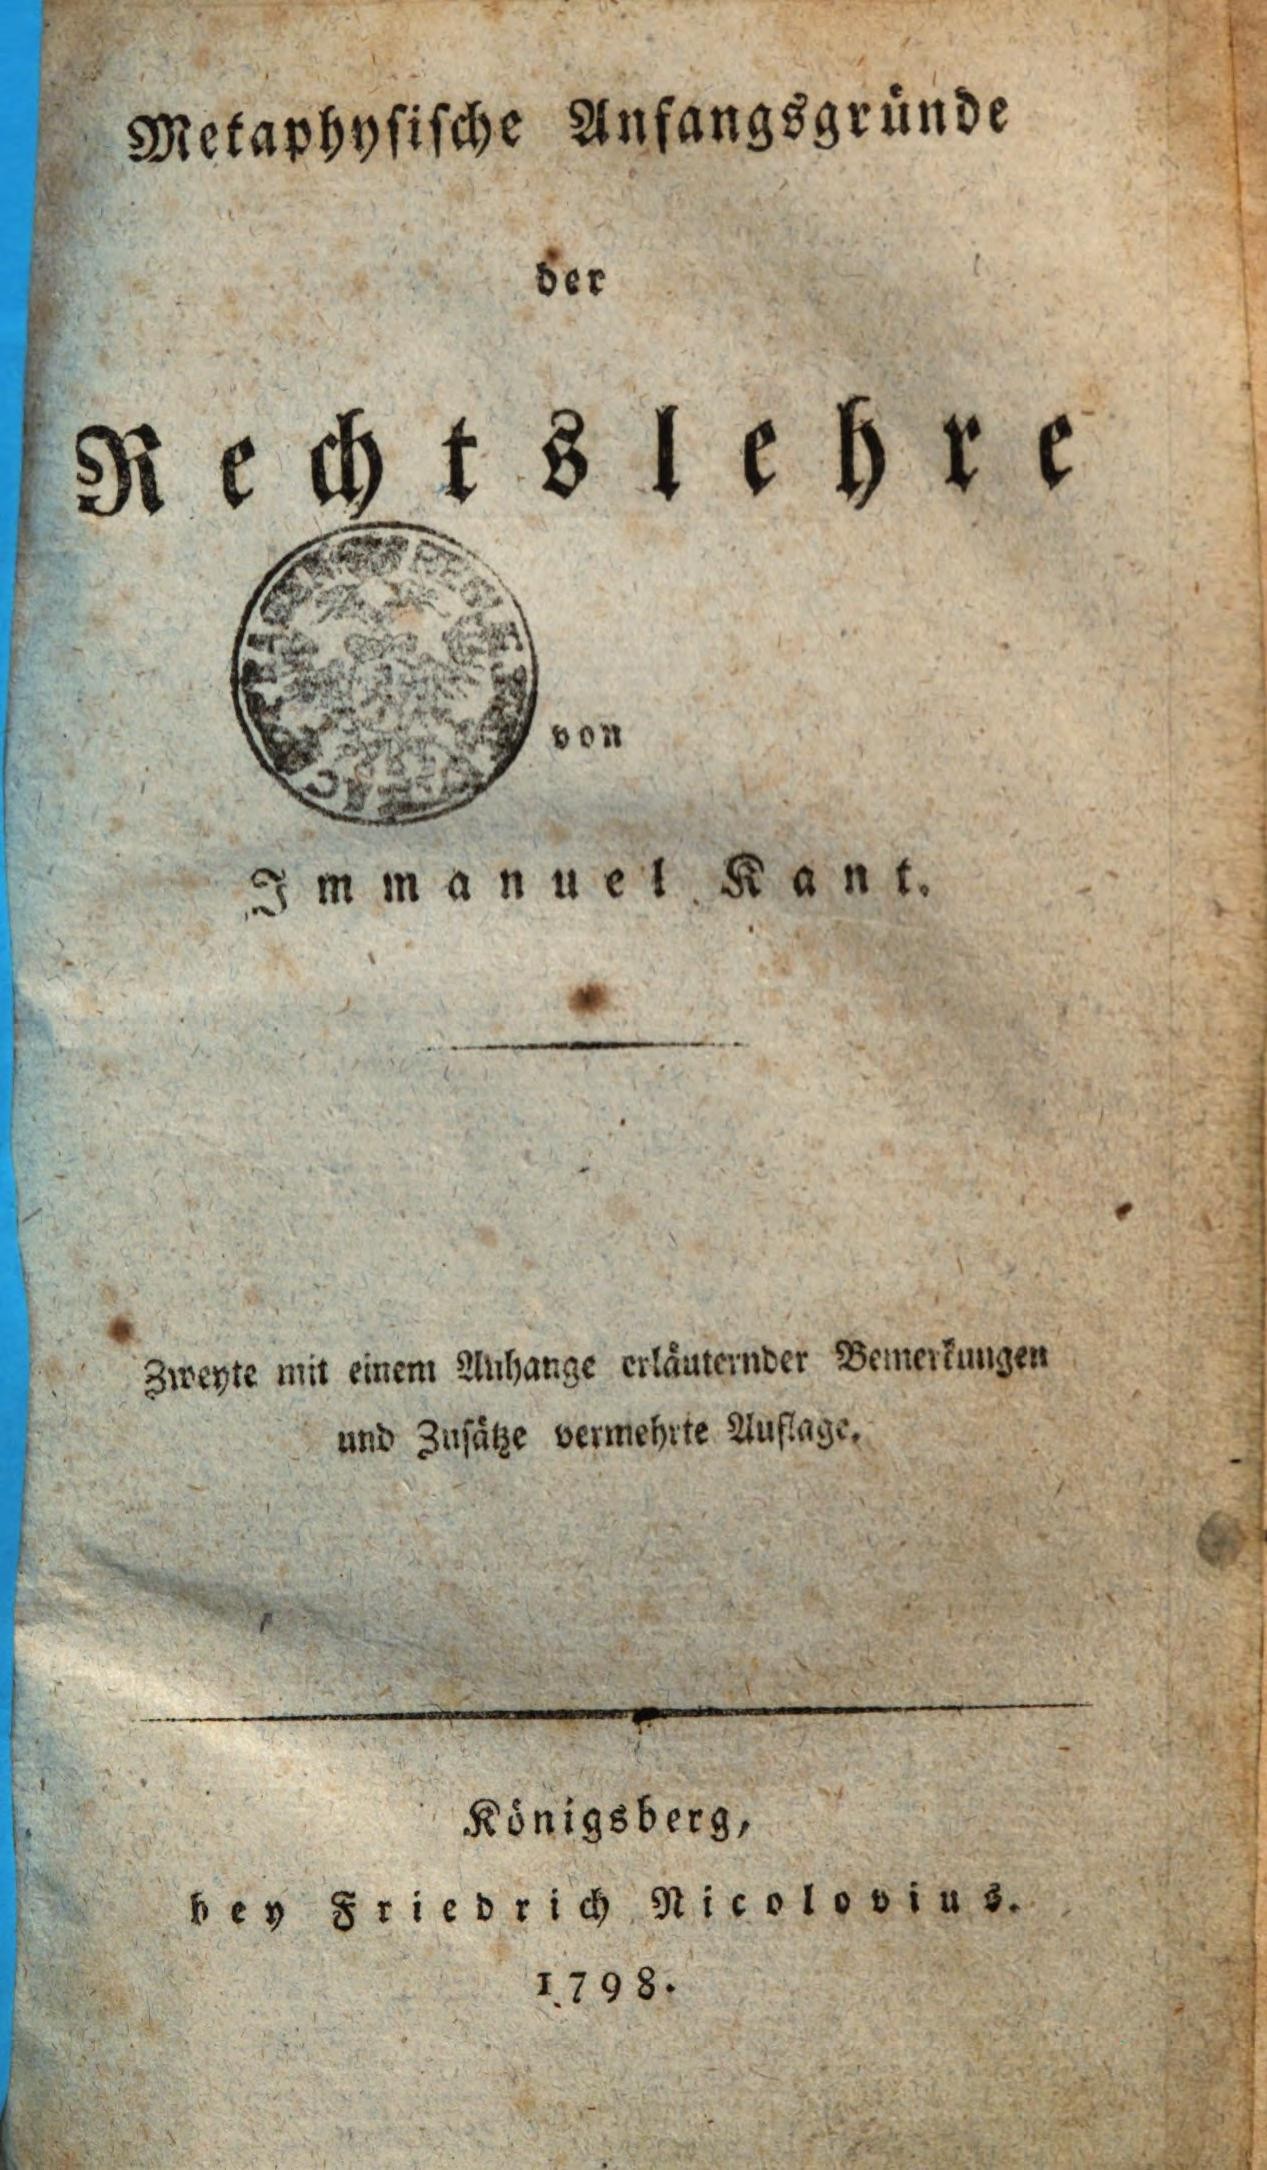 Metaphysische Anfangsgründe
der
Rechtslehre
von
Immanuel Kant.
Zweyte mit einem Anhange erläuternder Bemerkungen
und Zusätze vermehrte Auflage.
Königsberg,
bey Friedrich Nicolovius.
1798.